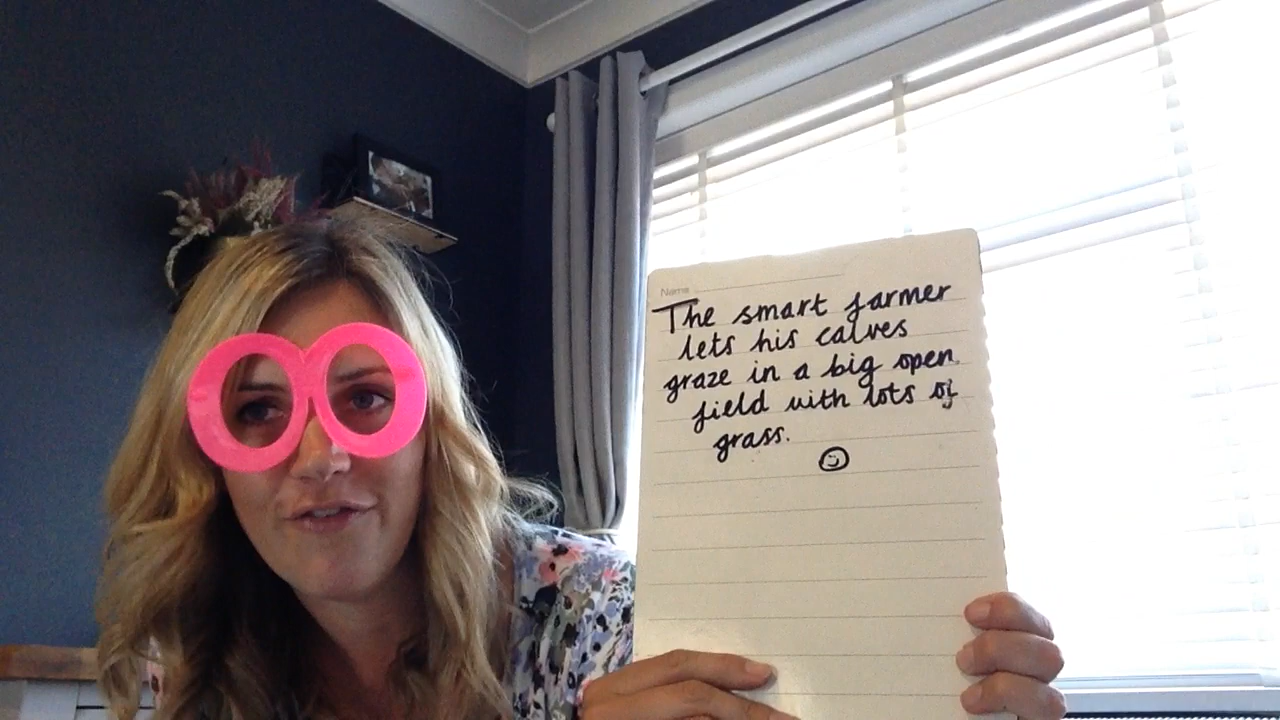 Name
The smart farmer
lets his calves
graze in a big open
field with lots of
grass.